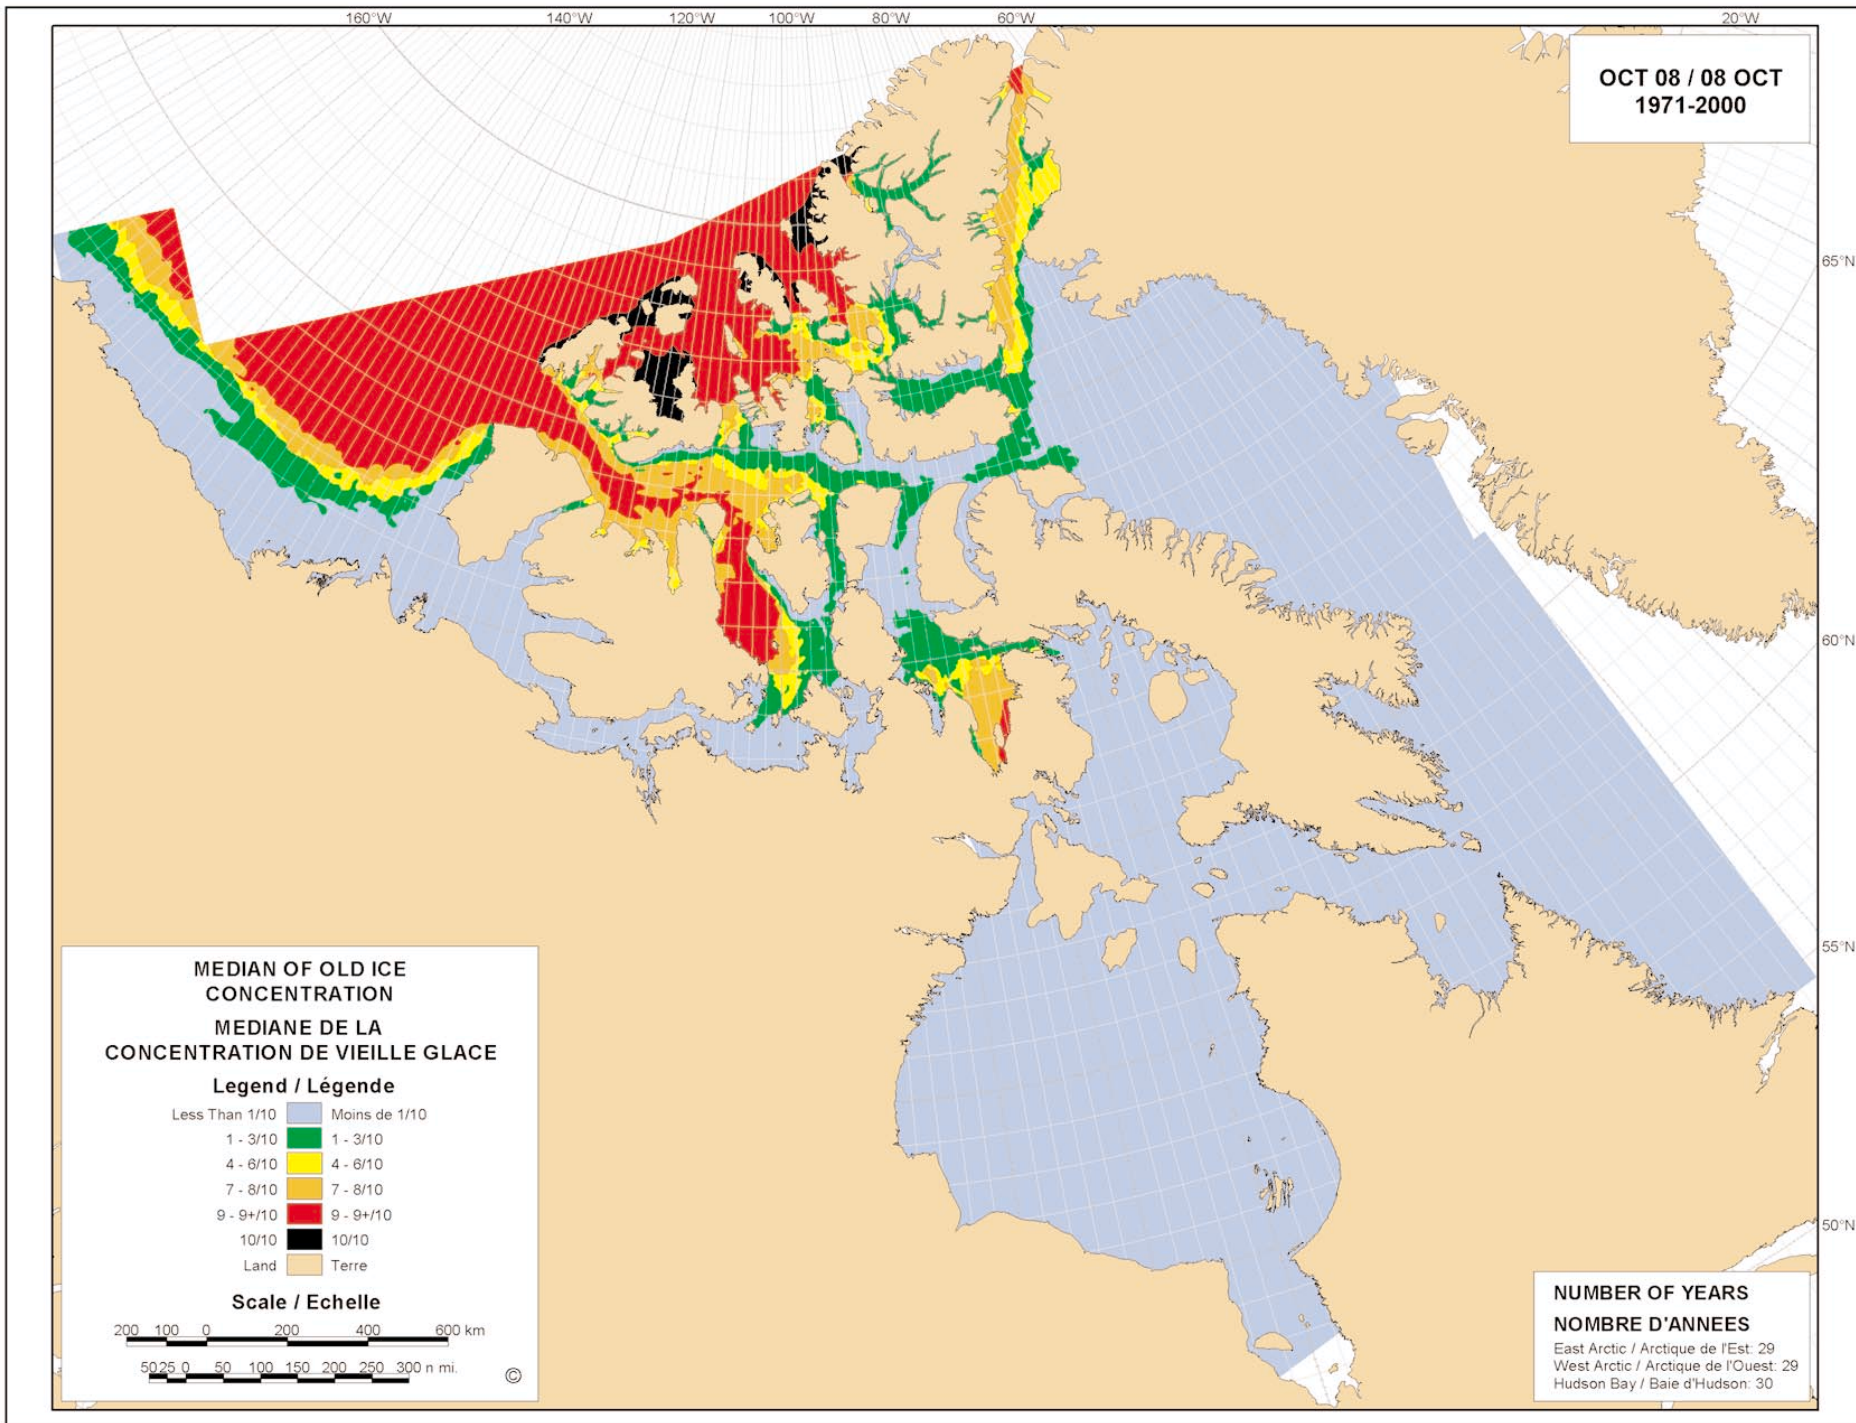 160°W 140°W 120°W 100°W 80°W 60°W 20°W
OCT 08 / 08 OCT
1971-2000
65°N
60°N
55°N
50°N
MEDIAN OF OLD ICE
CONCENTRATION
MEDIANE DE LA
CONCENTRATION DE VIEILLE GLACE
Legend / Légende
Less Than 1/10 Moins de 1/10
1 - 3/10 1 - 3/10
4 - 6/10 4 - 6/10
7 - 8/10 7 - 8/10
9 - 9+/10 9 - 9+/10
10/10 10/10
Land Terre
Scale / Echelle
200 100 0 200 400 600 km
50 25 0 50 100 150 200 250 300 n mi.
©
NUMBER OF YEARS
NOMBRE D'ANNEES
East Arctic / Arctique de l'Est: 29
West Arctic / Arctique de l'Ouest: 29
Hudson Bay / Baie d'Hudson: 30